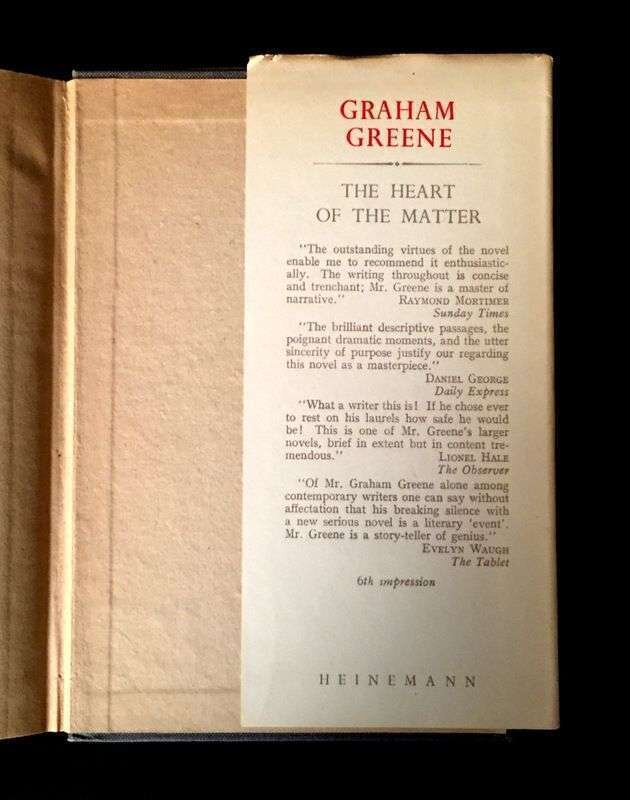 GRAHAM
GREENE
THE HEART
OF THE MATTER
"The outstanding virtues of the novel
enable me to recommend it enthusiastic-
ally. The writing throughout is concise
and trenchant; Mr. Greene is a master of
narrative." RAYMOND MORTIMER
Sunday Times
"The brilliant descriptive passages, the
poignant dramatic moments, and the utter
sincerity of purpose justify our regarding
this novel as a masterpiece."
DANIEL GEORGE
Daily Express
"What a writer this is! If he chose ever
to rest on his laurels how safe he would
be! This is one of Mr. Greene's larger
novels, brief in extent but in content tre-
mendous." LIONEL HALE
The Observer
"Of Mr. Graham Greene alone among
contemporary writers one can say without
affectation that his breaking silence with
a new serious novel is a literary 'event'.
Mr. Greene is a story-teller of genius."
EVELYN WAUGH
The Tablet
6th impression
HEINEMANN